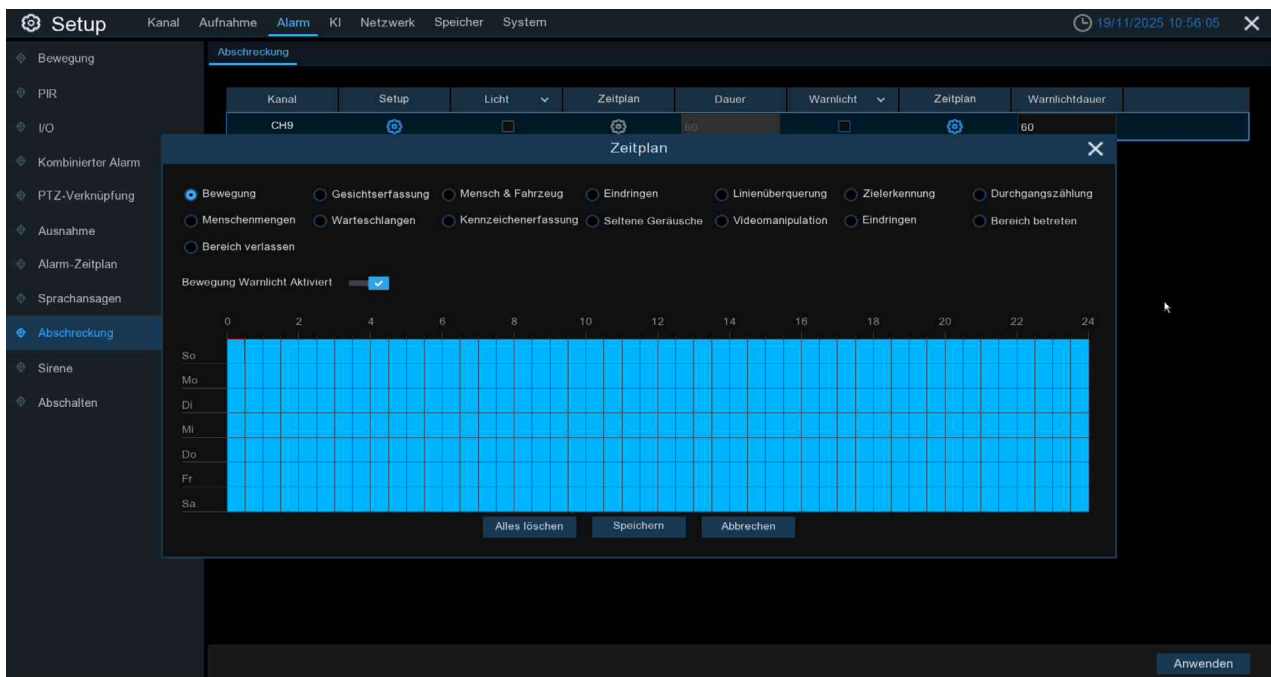 Setup Kanal Aufnahme Alarm KI Netzwerk Speicher System 19/11/2025 10:56:05
Bewegung
PIR
I/O
Kombinierter Alarm
PTZ-Verknüpfung
Ausnahme
Alarm-Zeitplan
Sprachansagen
Abschreckung
Sirene
Abschalten
Abschreckung
Kanal Setup Licht Zeitplan Dauer Warnlicht Zeitplan Warnlichtdauer
CH9 60 60
Zeitplan
Bewegung Gesichtserfassung Mensch & Fahrzeug Eindringen Linienüberquerung Zielerkennung Durchgangszählung
Menschenmengen Warteschlangen Kennzeichenerfassung Seltene Geräusche Videomanipulation Eindringen Bereich betreten
Bereich verlassen
Bewegung Warnlicht Aktiviert
0 2 4 6 8 10 12 14 16 18 20 22 24
So
Mo
Di
Mi
Do
Fr
Sa
Alles löschen Speichern Abbrechen
Anwenden